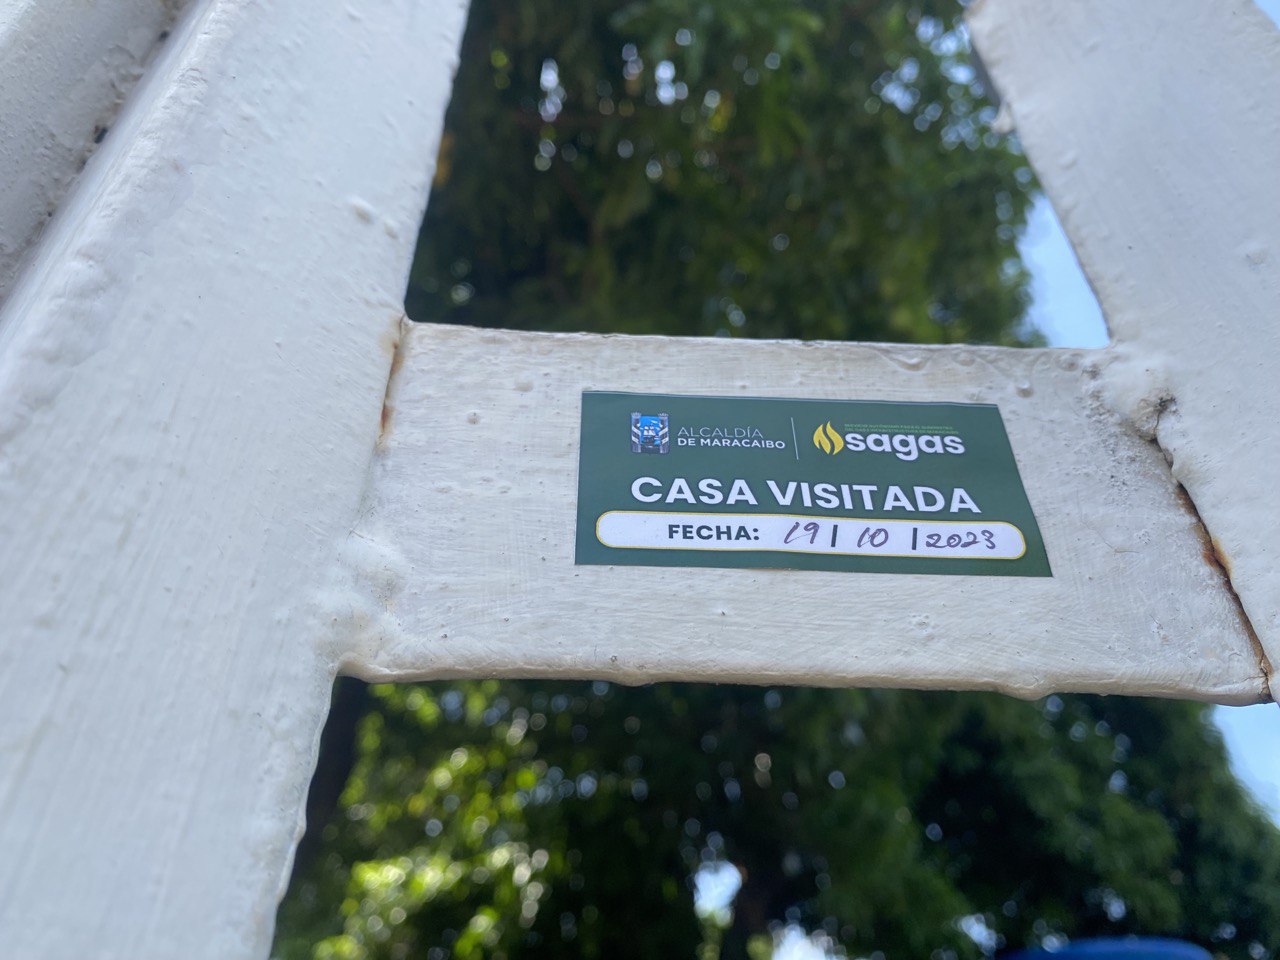 ALCALDÍA
DE MARACAIBO
sagas
CASA VISITADA
FECHA: 19 | 10 | 2023